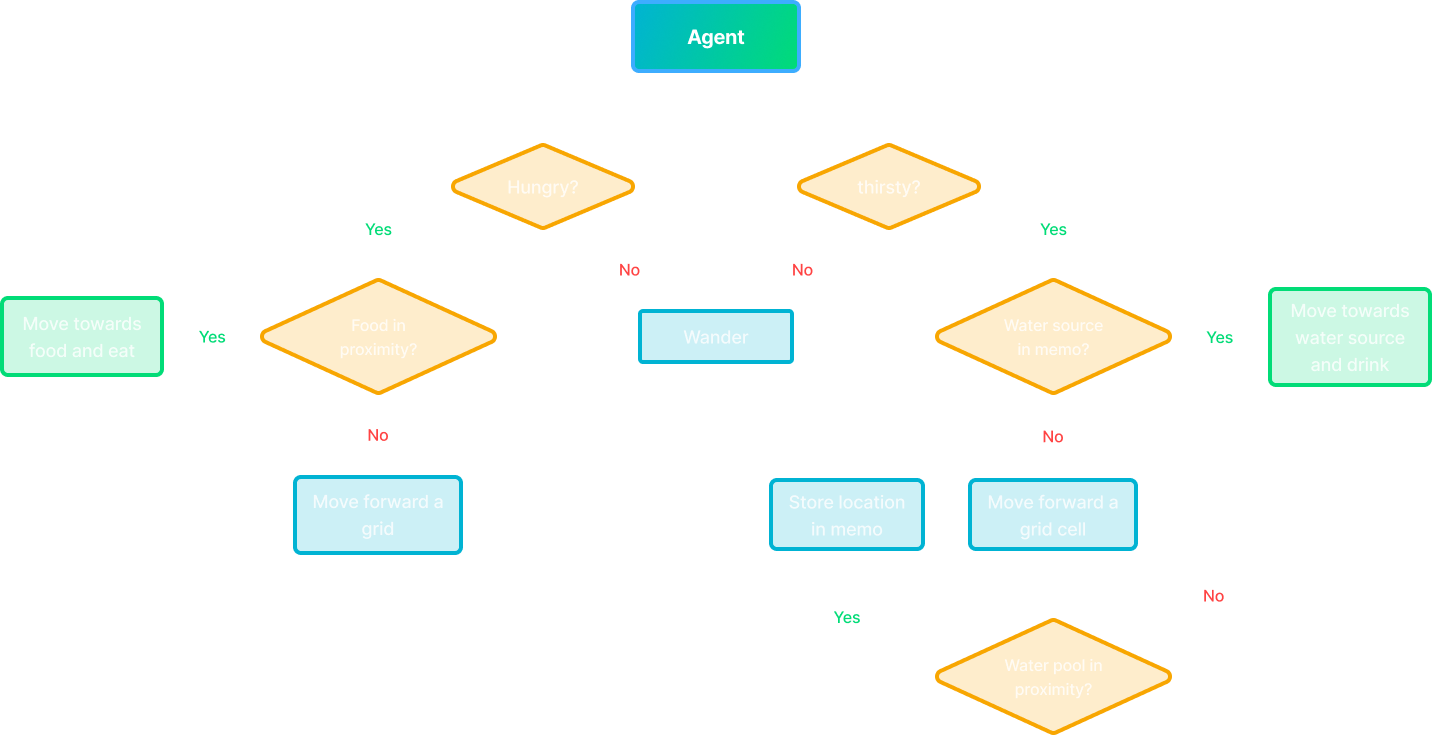 Agent
Hungry?
thirsty?
Yes
Yes
No
No
Move towards
food and eat
Yes
Food in
proximity?
Wander
Water source
in memo?
Yes
Move towards
water source
and drink
No
No
Move forward a
grid
Store location
in memo
Move forward a
grid cell
No
Yes
Water pool in
proximity?